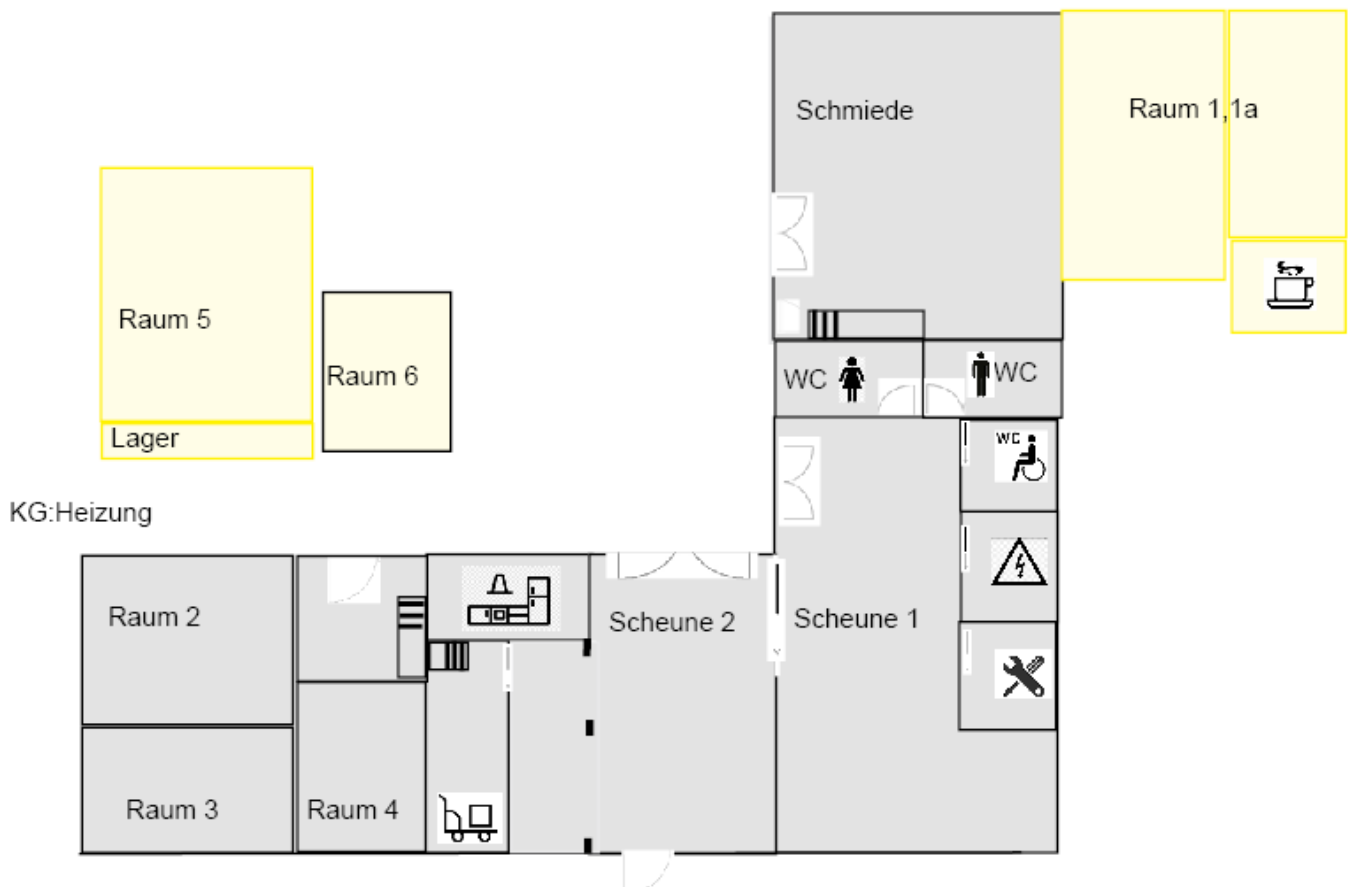 Schmiede
Raum 1,1a
Raum 5
Raum 6
WC
WC
Lager
WC
KG:Heizung
Raum 2
Scheune 2
Scheune 1
Raum 3
Raum 4